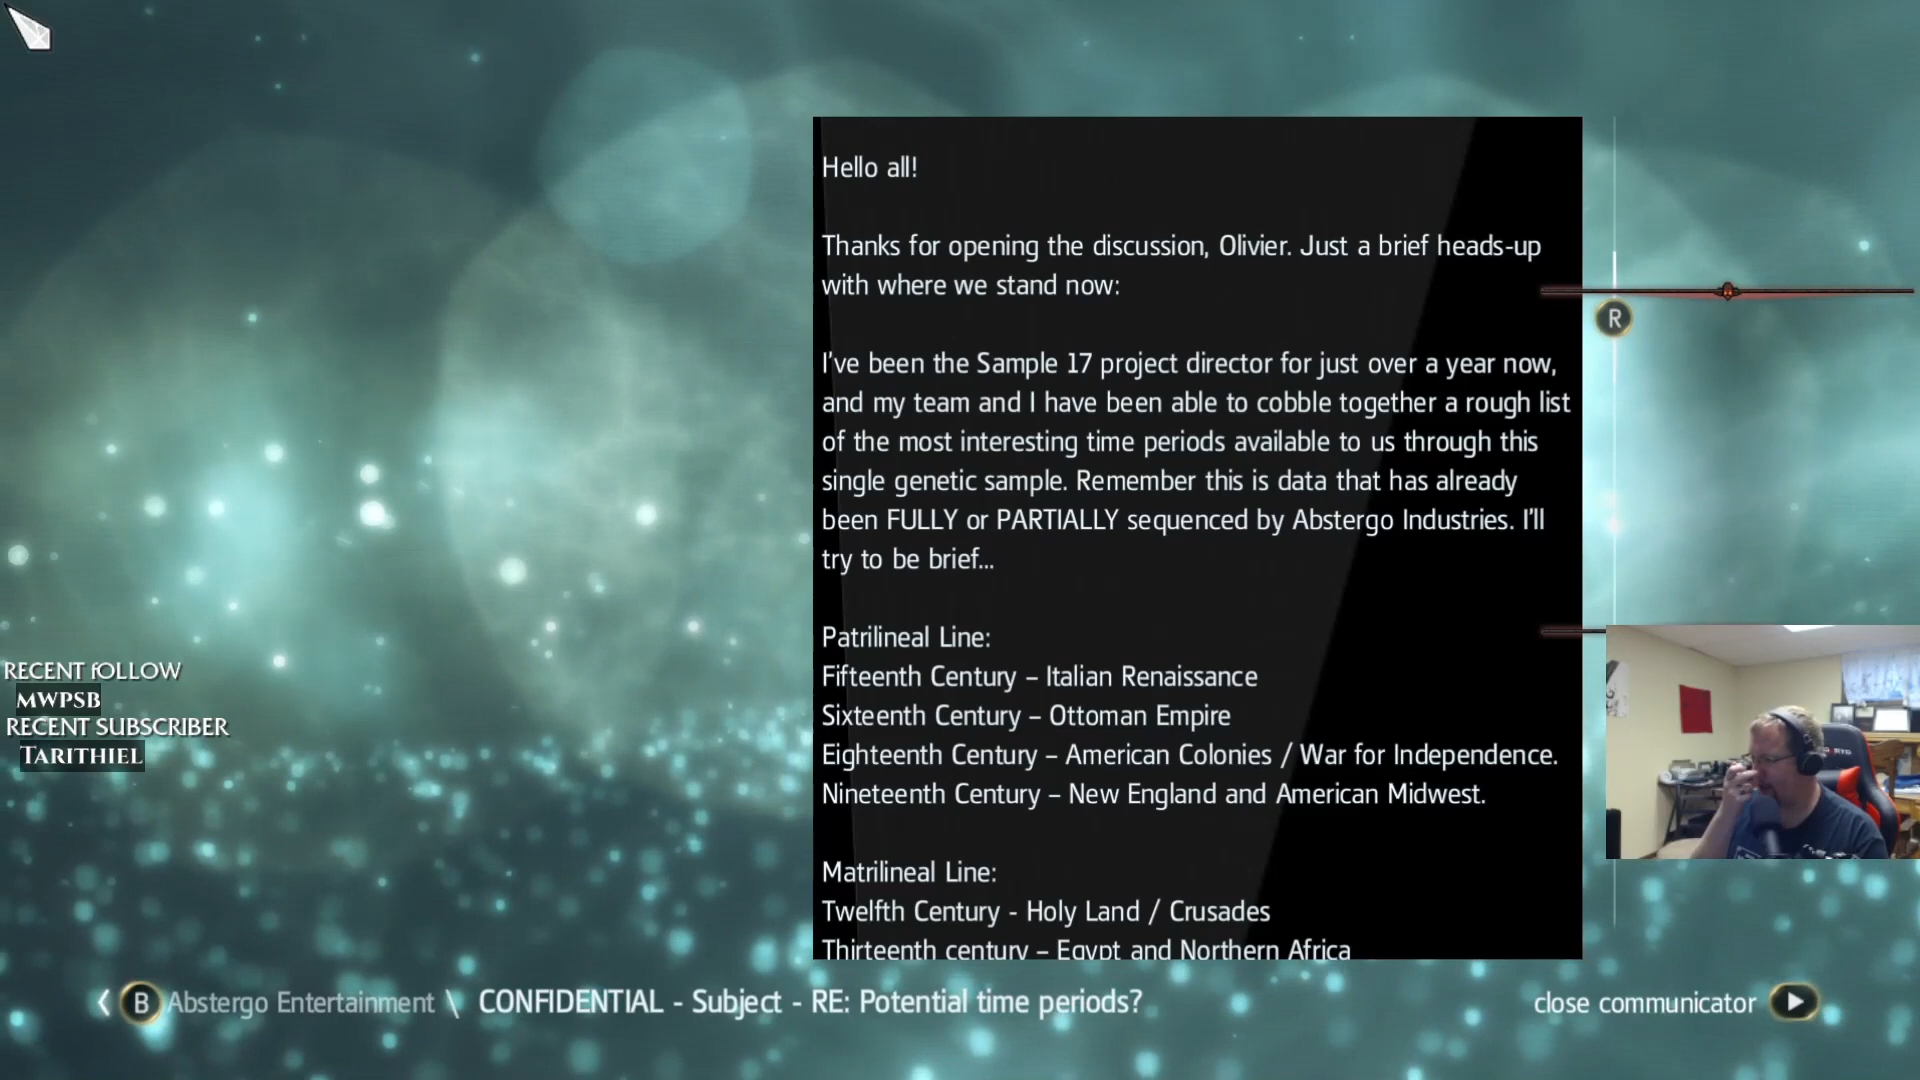 Hello all!
Thanks for opening the discussion, Olivier. Just a brief heads-up
with where we stand now:
I've been the Sample 17 project director for just over a year now,
and my team and I have been able to cobble together a rough list
of the most interesting time periods available to us through this
single genetic sample. Remember this is data that has already
been FULLY or PARTIALLY sequenced by Abstergo Industries. I'll
try to be brief...
Patrilineal Line:
Fifteenth Century – Italian Renaissance
Sixteenth Century – Ottoman Empire
Eighteenth Century – American Colonies / War for Independence.
Nineteenth Century – New England and American Midwest.
Matrilineal Line:
Twelfth Century - Holy Land / Crusades
Thirteenth century – Egypt and Northern Africa
R
RECENT FOLLOW
MWPSB
RECENT SUBSCRIBER
TARITHIEL
B Abstergo Entertainment \ CONFIDENTIAL - Subject - RE: Potential time periods?
close communicator